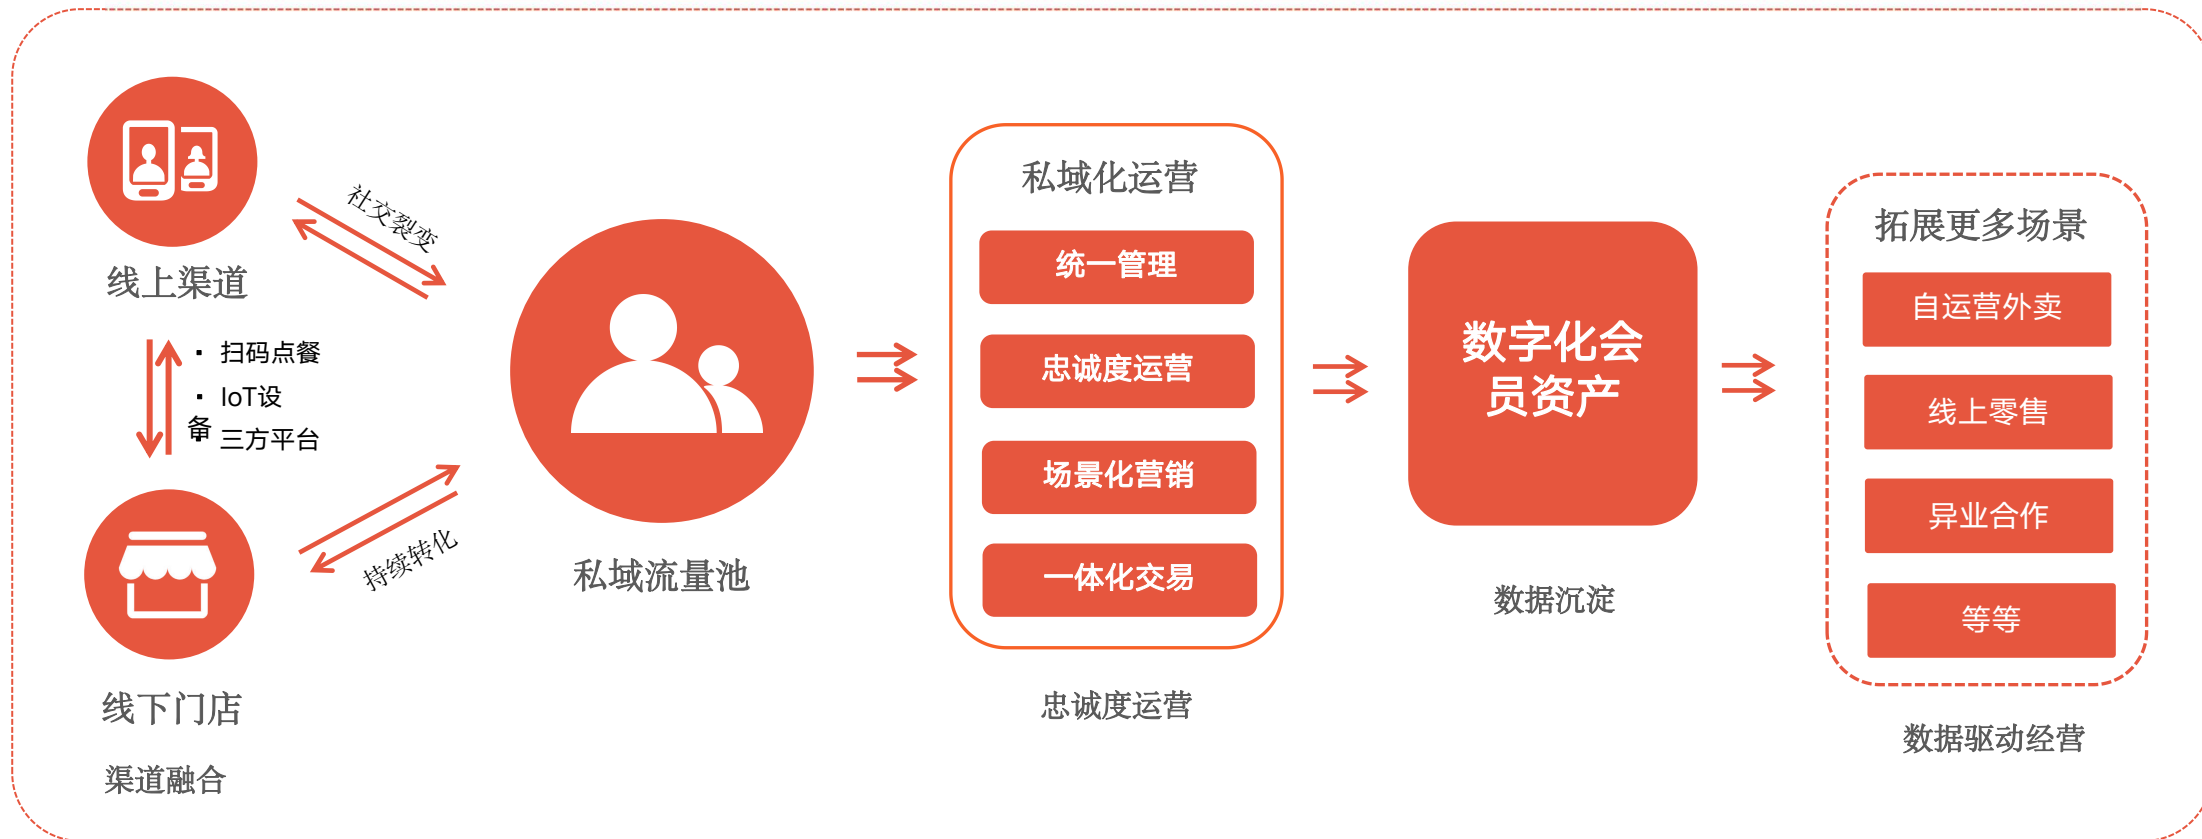 线上渠道
社交裂变
▪ 扫码点餐
▪ IoT设
备
▪ 三方平台
持续转化
线下门店
渠道融合
私域流量池
私域化运营
统一管理
忠诚度运营
场景化营销
一体化交易
忠诚度运营
数字化会
员资产
数据沉淀
拓展更多场景
自运营外卖
线上零售
异业合作
等等
数据驱动经营